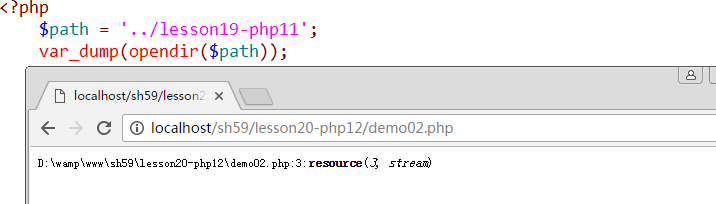 <?php
$path = '../lesson19-php11';
var_dump(opendir($path));
localhost/sh59/lesson2
localhost/sh59/lesson20-php12/demo02.php
D:\wamp\www\sh59\lesson20-php12\demo02.php:3:resource(3, stream)